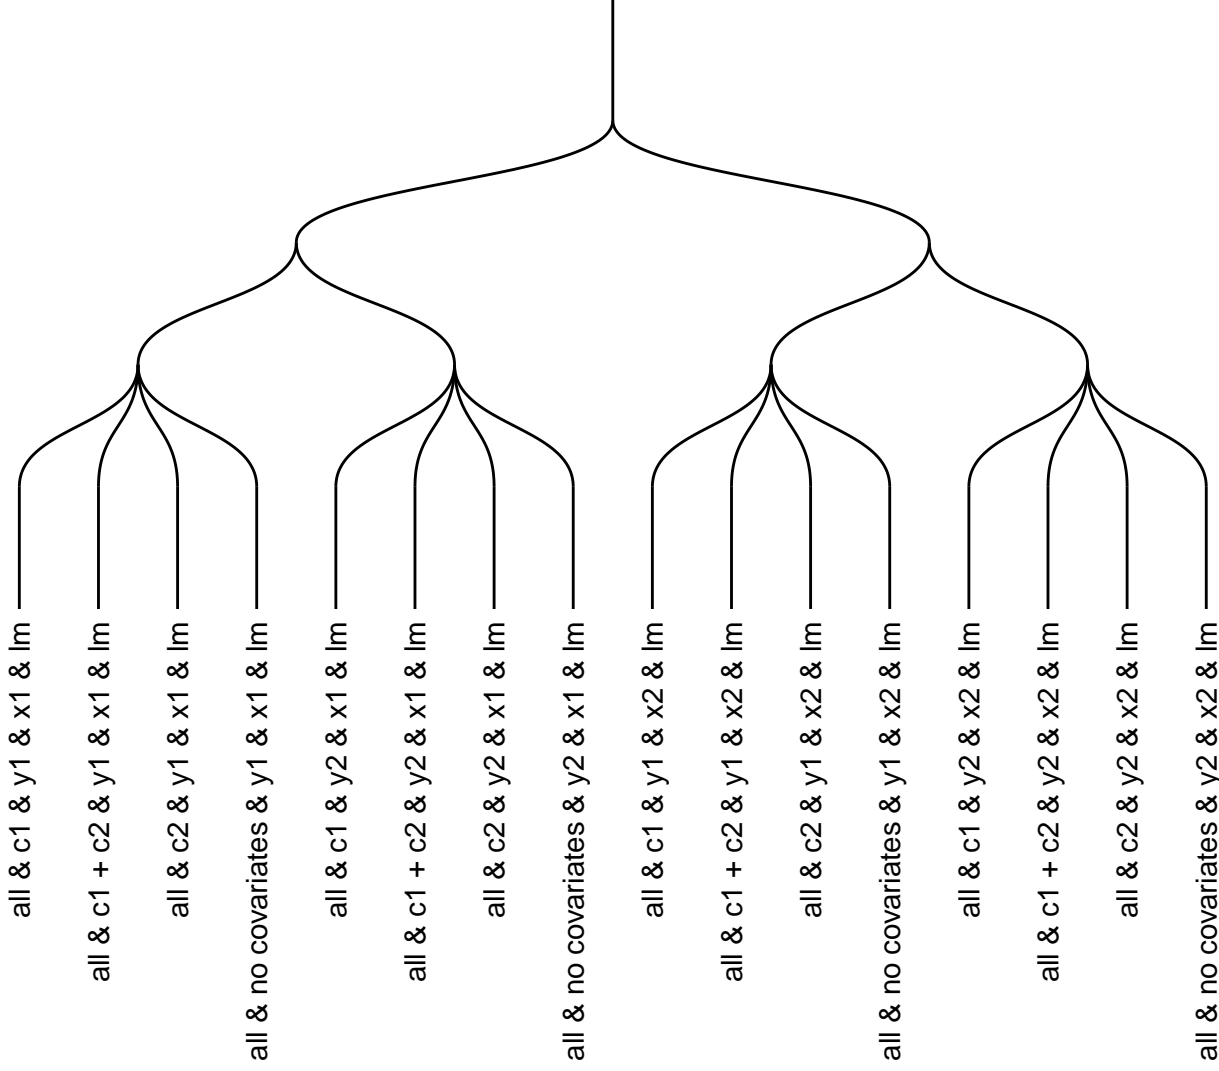 all & c1 & y1 & x1 & lm
all & c1 + c2 & y1 & x1 & lm
all & c2 & y1 & x1 & lm
all & no covariates & y1 & x1 & lm
all & c1 & y2 & x1 & lm
all & c1 + c2 & y2 & x1 & lm
all & c2 & y2 & x1 & lm
all & no covariates & y2 & x1 & lm
all & c1 & y1 & x2 & lm
all & c1 + c2 & y1 & x2 & lm
all & c2 & y1 & x2 & lm
all & no covariates & y1 & x2 & lm
all & c1 & y2 & x2 & lm
all & c1 + c2 & y2 & x2 & lm
all & c2 & y2 & x2 & lm
all & no covariates & y2 & x2 & lm